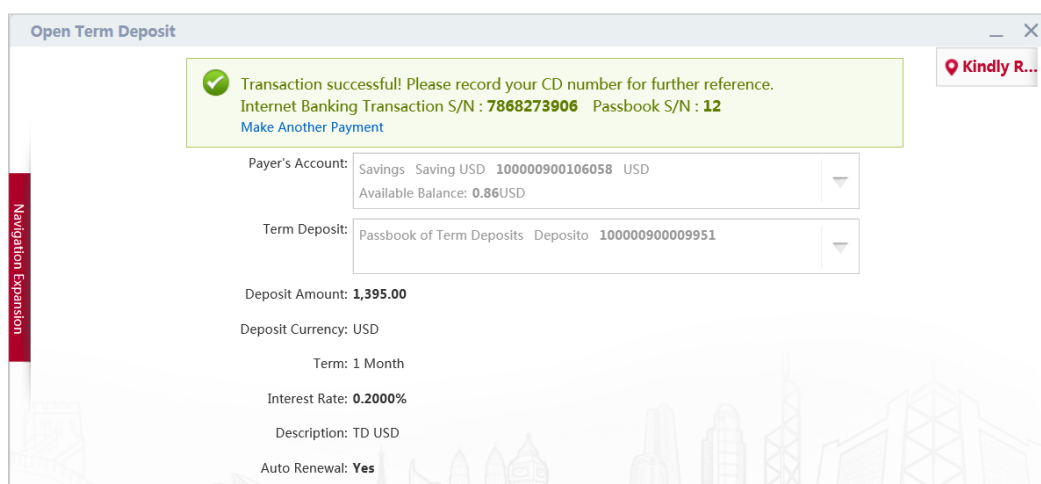 Open Term Deposit
Kindly R...
Transaction successful! Please record your CD number for further reference.
Internet Banking Transaction S/N : 7868273906 Passbook S/N : 12
Make Another Payment
Payer's Account: Savings Saving USD 100000900106058 USD
Available Balance: 0.86USD
Navigation Expansion
Term Deposit: Passbook of Term Deposits Deposito 100000900009951
Deposit Amount: 1,395.00
Deposit Currency: USD
Term: 1 Month
Interest Rate: 0.2000%
Description: TD USD
Auto Renewal: Yes